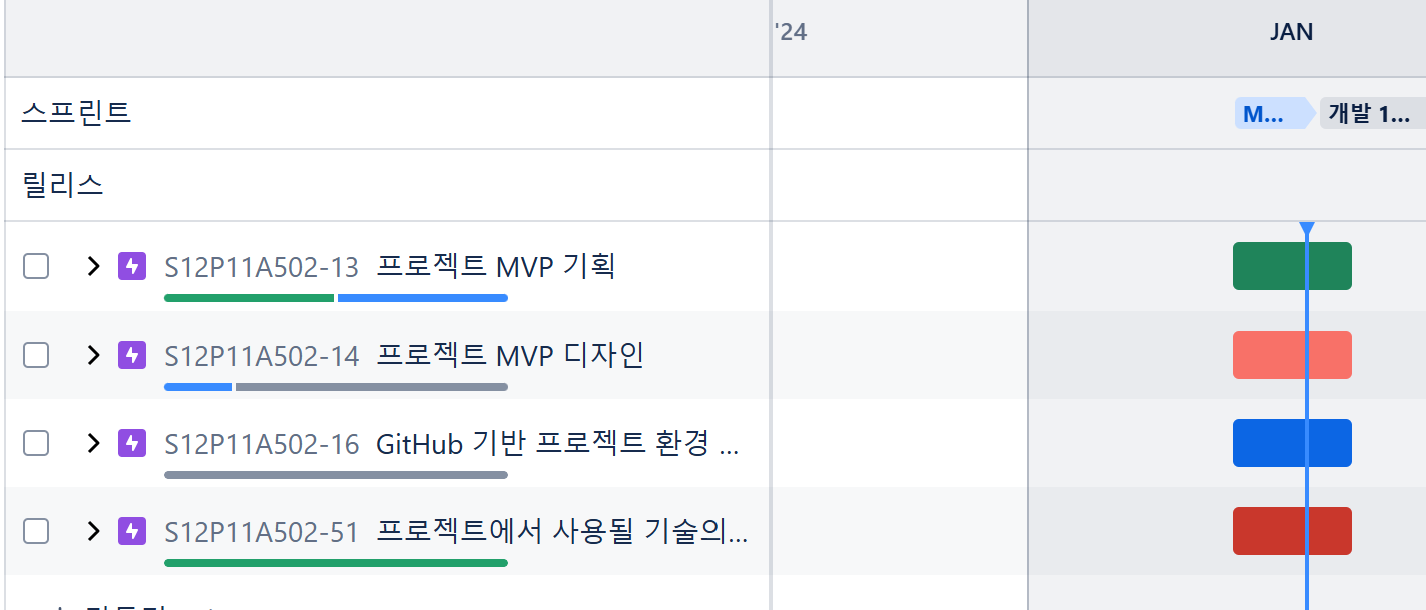 '24
JAN
스프린트
M... 개발 1...
릴리스
S12P11A502-13 프로젝트 MVP 기획
S12P11A502-14 프로젝트 MVP 디자인
S12P11A502-16 GitHub 기반 프로젝트 환경 ...
S12P11A502-51 프로젝트에서 사용될 기술의...